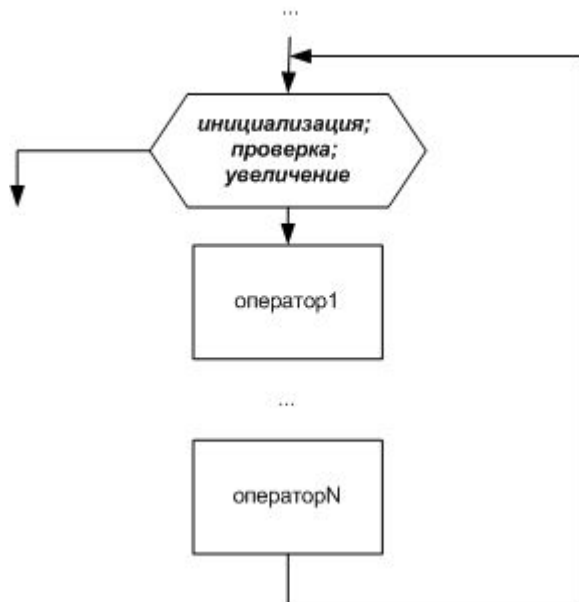 ...
инициализация;
проверка;
увеличение
оператор1
...
операторN